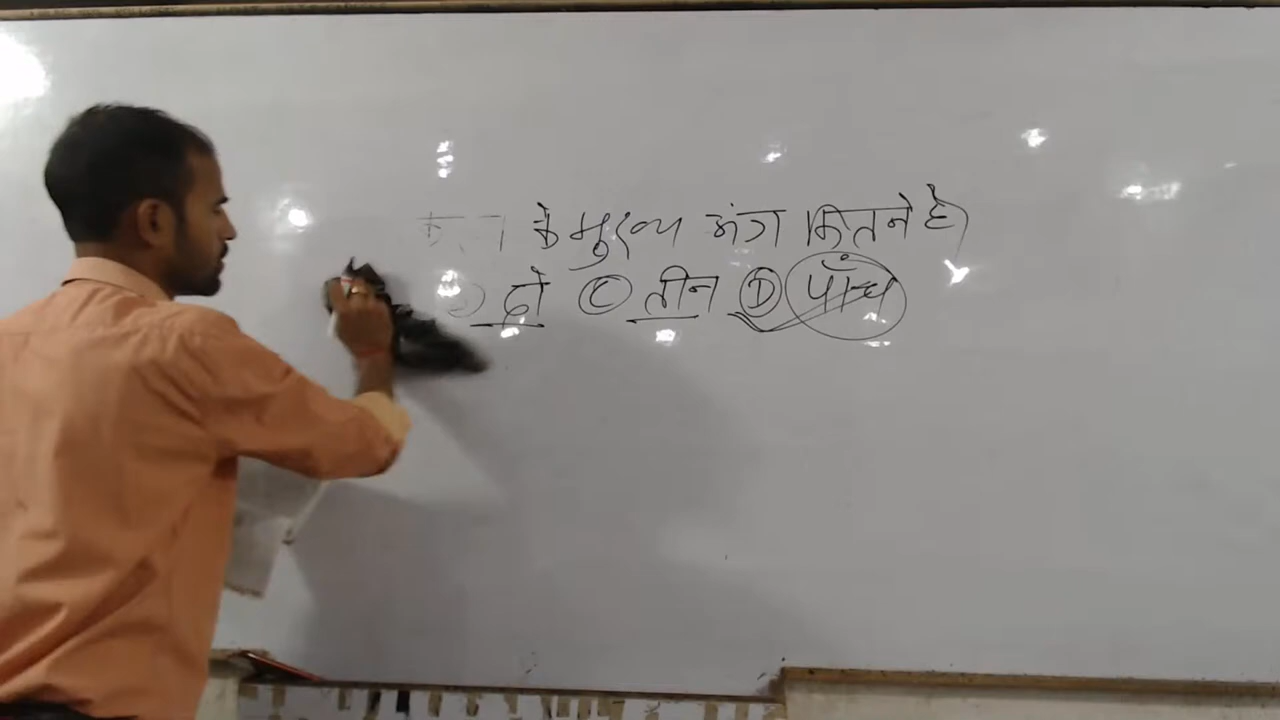 के मुख्य अंग कितने है
दो C तीन D पाँच